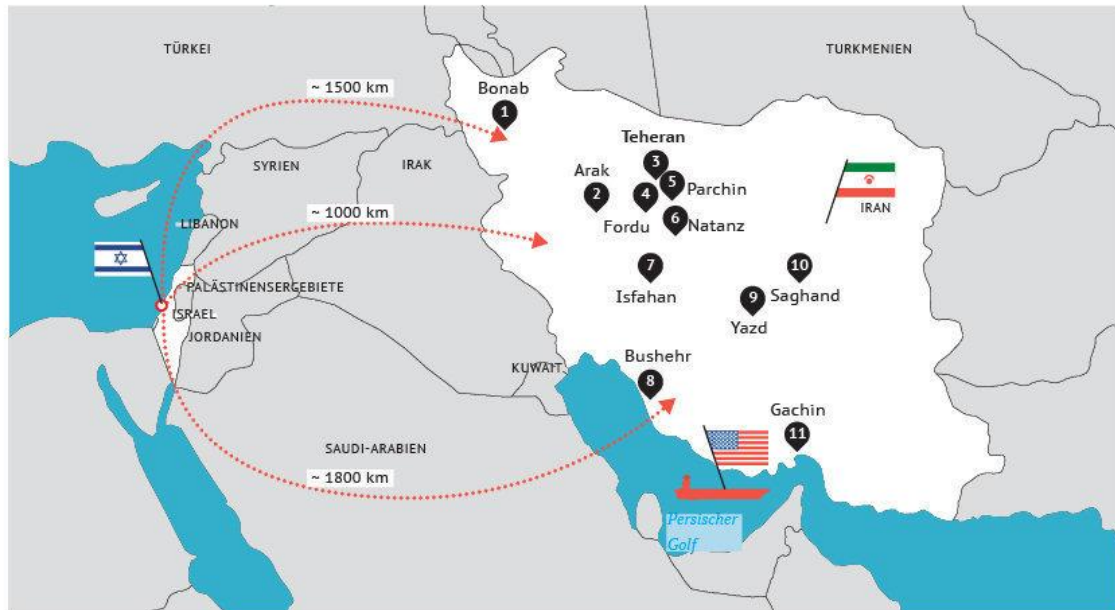 TÜRKEI
TURKMENIEN
~ 1500 km
Bonab
1
Teheran
3
SYRIEN
IRAK
Arak
2
4
5
Parchin
IRAN
~ 1000 km
LIBANON
Fordu
6
Natanz
7
10
PALÄSTINENSERGEBIETE
Isfahan
Saghand
9
ISRAEL
Yazd
JORDANIEN
Bushehr
KUWAIT
8
Gachin
11
SAUDI-ARABIEN
~ 1800 km
Persischer
Golf